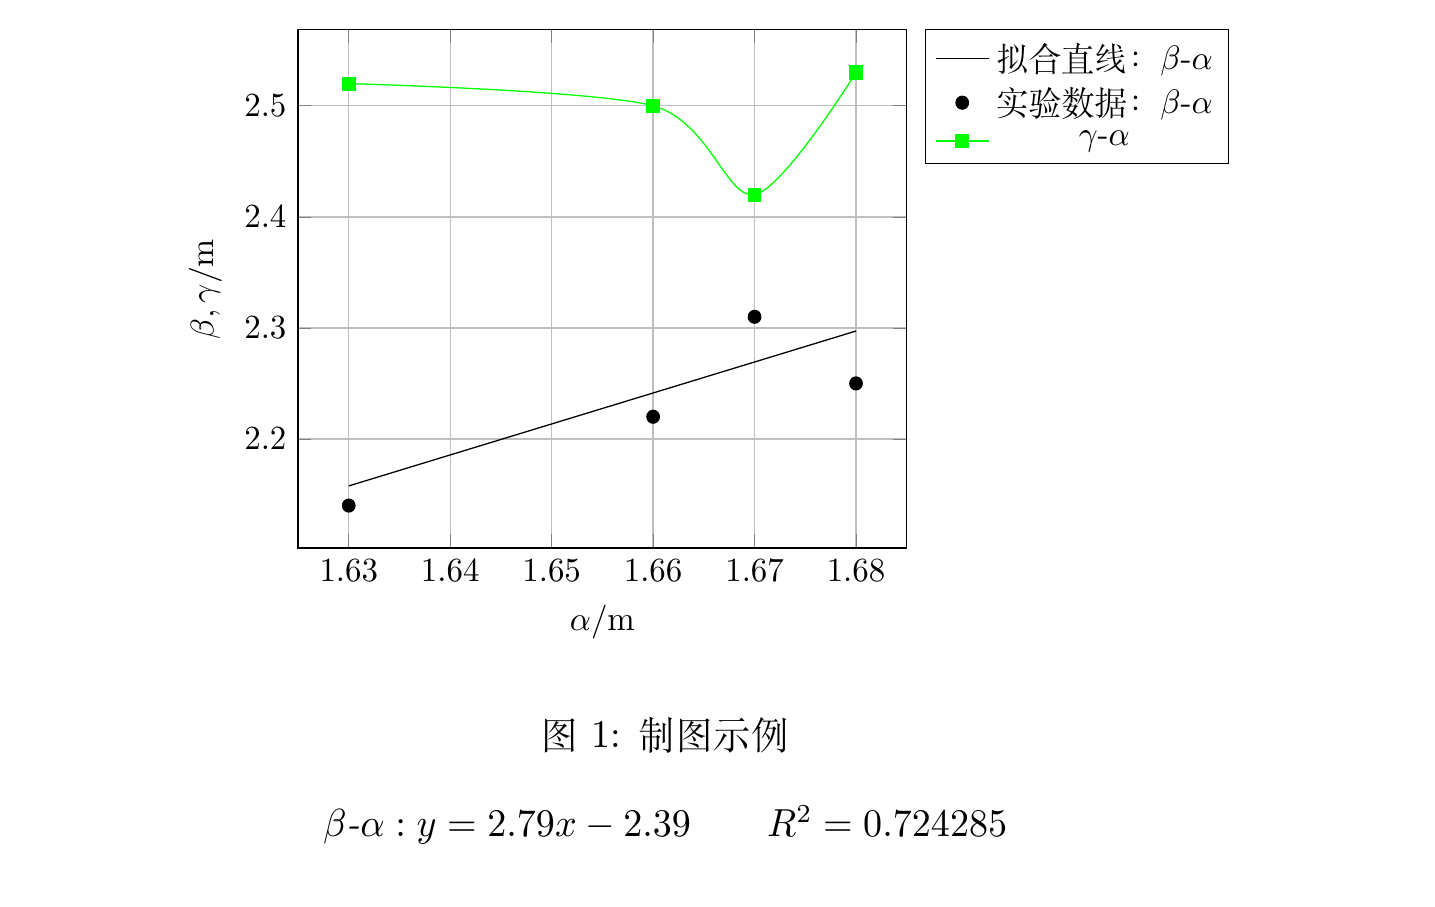 2.5
2.4
2.3
2.2
β, γ/m
1.63 1.64 1.65 1.66 1.67 1.68
α/m
拟合直线：β-α
实验数据：β-α
γ-α
图 1: 制图示例
β-α : y = 2.79x − 2.39 R² = 0.724285